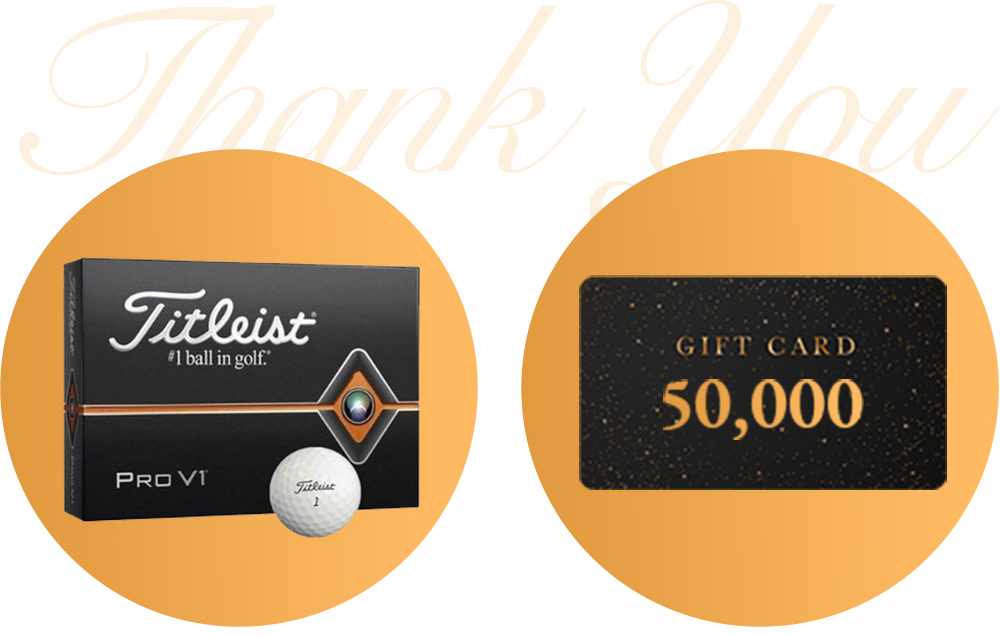 Thank You
Titleist®
#1 ball in golf.®
PRO V1
Titleist
1
GIFT CARD
50,000